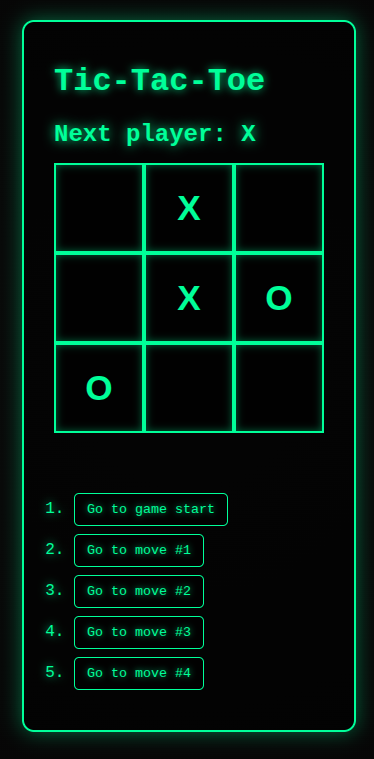 Tic-Tac-Toe
Next player: X
X
X O
O
1. Go to game start
2. Go to move #1
3. Go to move #2
4. Go to move #3
5. Go to move #4